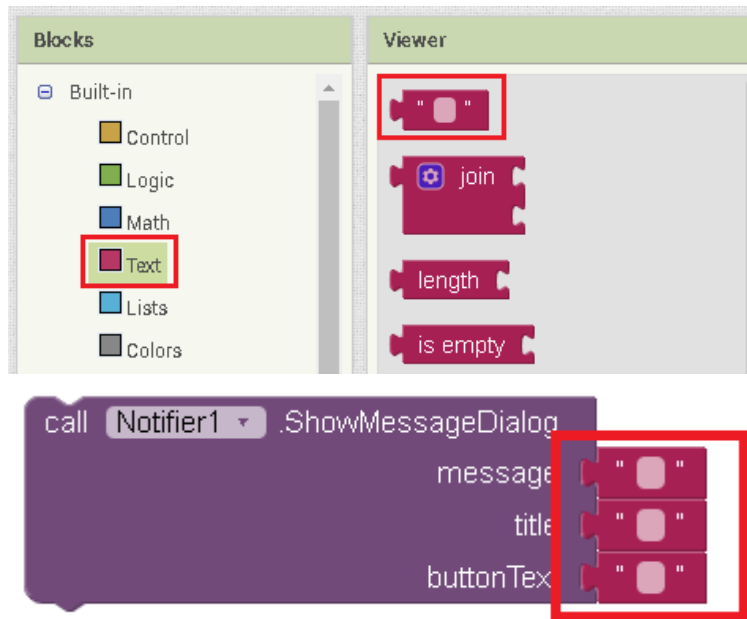 Blocks
Viewer
Built-in
Control
Logic
Math
Text
Lists
Colors
" "
join
length
is empty
call Notifier1 .ShowMessageDialog
message " "
title " "
buttonText " "